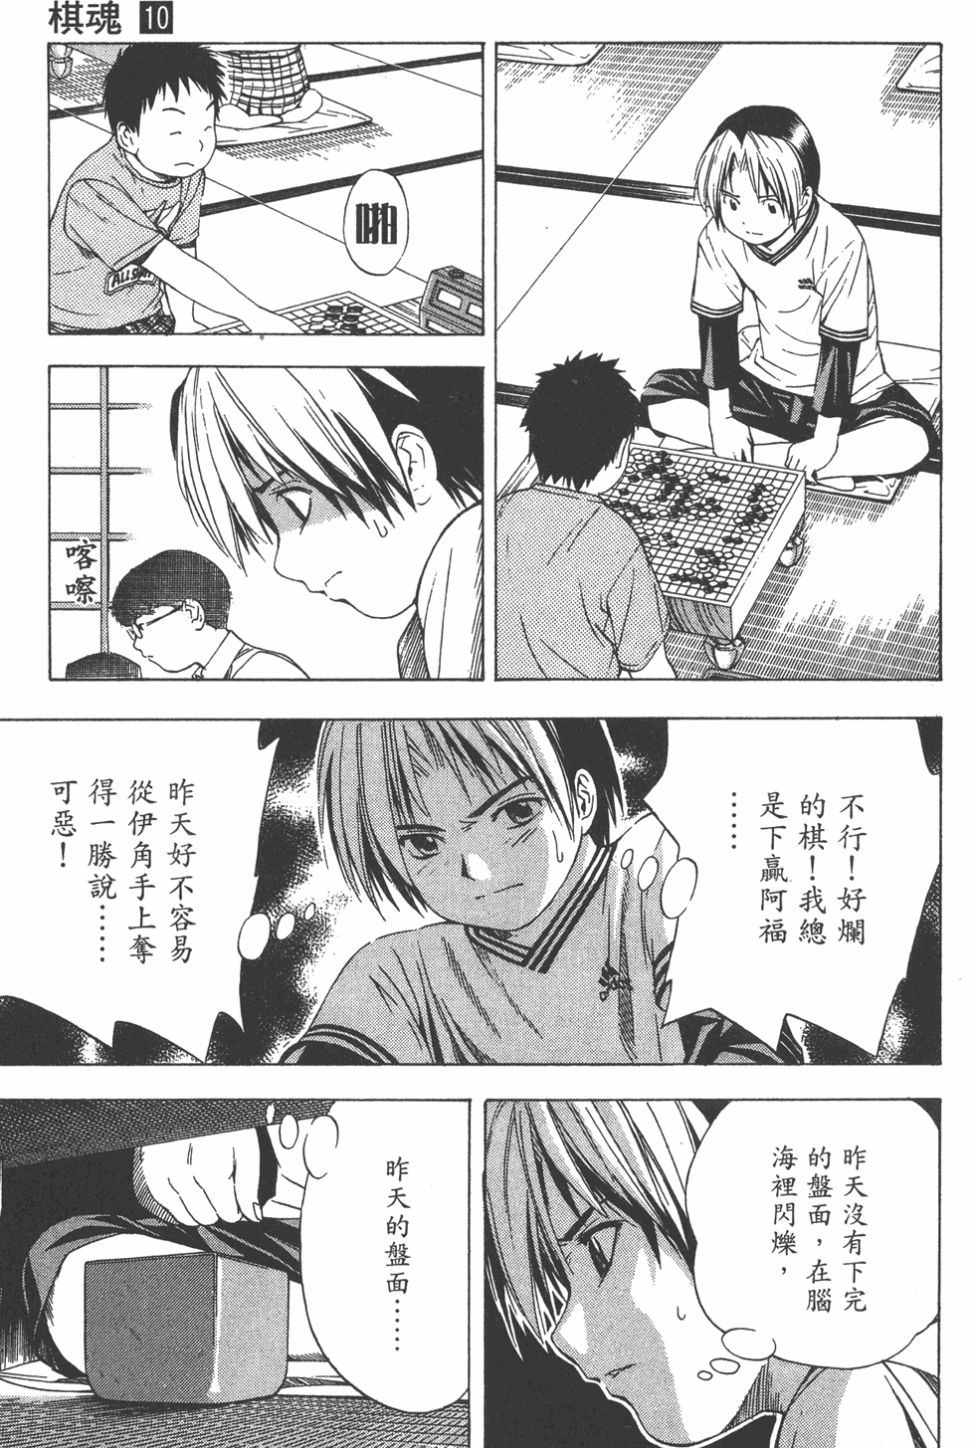 棋魂 10
啪
ALLS
喀嚓
不行!好爛
的棋!我總
是下贏阿福
……
昨天好不容易
從伊角手上奪
得一勝說……
可惡!
昨天沒有下完
的盤面,在腦
海裡閃爍,
昨天的盤面……